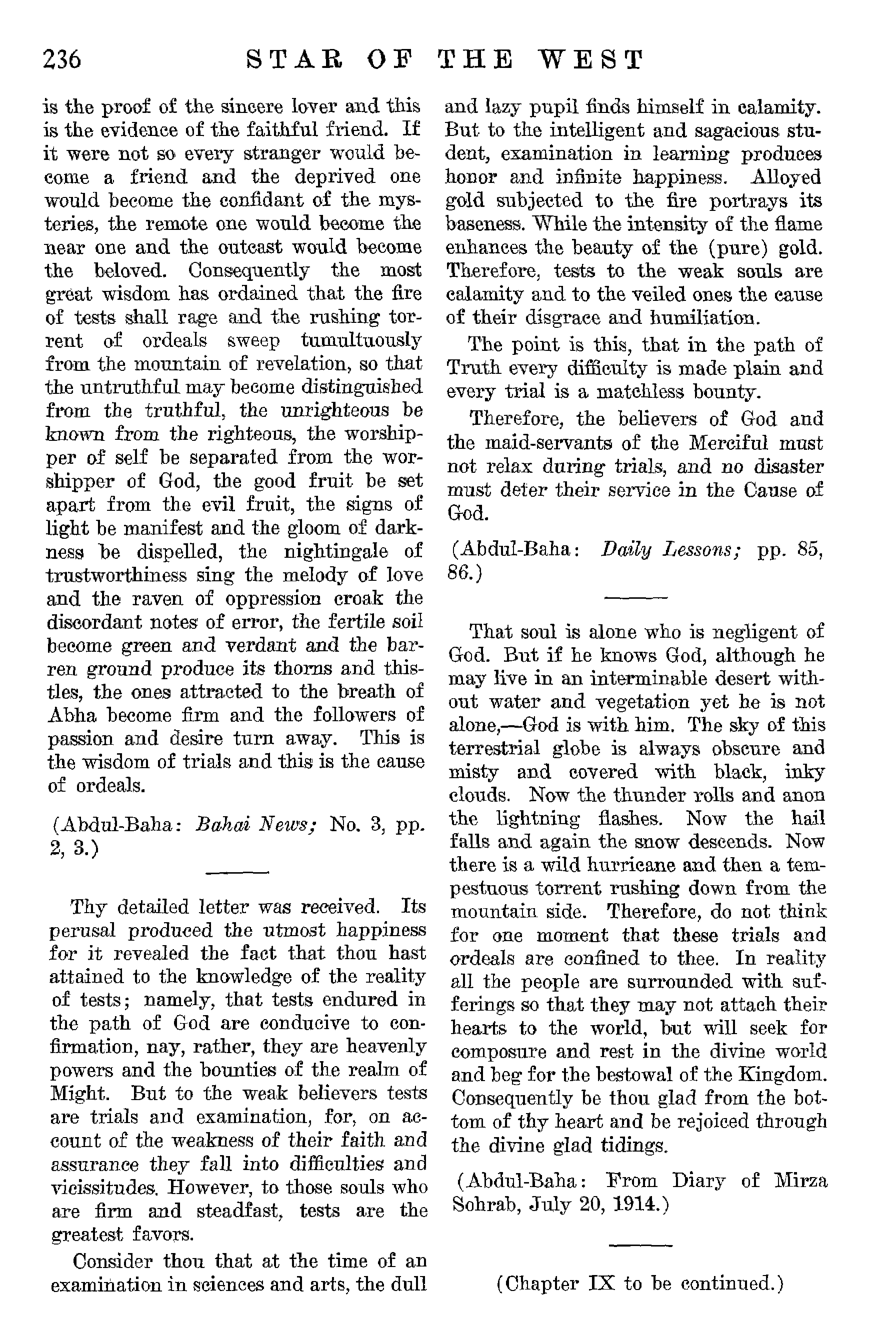 236 STAR OF THE WEST
is the proof of the sincere lover and this
is the evidence of the faithful friend. If
it were not so every stranger would be-
come a friend and the deprived one
would become the confidant of the mys-
teries, the remote one would become the
near one and the outcast would become
the beloved. Consequently the most
great wisdom has ordained that the fire
of tests shall rage and the rushing tor-
rent of ordeals sweep tumultuously
from the mountain of revelation, so that
the untruthful may become distinguished
from the truthful, the unrighteous be
known from the righteous, the worship-
per of self be separated from the wor-
shipper of God, the good fruit be set
apart from the evil fruit, the signs of
light be manifest and the gloom of dark-
ness be dispelled, the nightingale of
trustworthiness sing the melody of love
and the raven of oppression croak the
discordant notes of error, the fertile soil
become green and verdant and the bar-
ren ground produce its thorns and this-
tles, the ones attracted to the breath of
Abha become firm and the followers of
passion and desire turn away. This is
the wisdom of trials and this is the cause
of ordeals.
(Abdul-Baha: Bahai News; No. 3, pp.
2, 3.)
Thy detailed letter was received. Its
perusal produced the utmost happiness
for it revealed the fact that thou hast
attained to the knowledge of the reality
of tests; namely, that tests endured in
the path of God are conducive to con-
firmation, nay, rather, they are heavenly
powers and the bounties of the realm of
Might. But to the weak believers tests
are trials and examination, for, on ac-
count of the weakness of their faith and
assurance they fall into difficulties and
vicissitudes. However, to those souls who
are firm and steadfast, tests are the
greatest favors.
Consider thou that at the time of an
examination in sciences and arts, the dull
and lazy pupil finds himself in calamity.
But to the intelligent and sagacious stu-
dent, examination in learning produces
honor and infinite happiness. Alloyed
gold subjected to the fire portrays its
baseness. While the intensity of the flame
enhances the beauty of the (pure) gold.
Therefore, tests to the weak souls are
calamity and to the veiled ones the cause
of their disgrace and humiliation.
The point is this, that in the path of
Truth every difficulty is made plain and
every trial is a matchless bounty.
Therefore, the believers of God and
the maid-servants of the Merciful must
not relax during trials, and no disaster
must deter their service in the Cause of
God.
(Abdul-Baha: Daily Lessons; pp. 85,
86.)
That soul is alone who is negligent of
God. But if he knows God, although he
may live in an interminable desert with-
out water and vegetation yet he is not
alone,—God is with him. The sky of this
terrestrial globe is always obscure and
misty and covered with black, inky
clouds. Now the thunder rolls and anon
the lightning flashes. Now the hail
falls and again the snow descends. Now
there is a wild hurricane and then a tem-
pestuous torrent rushing down from the
mountain side. Therefore, do not think
for one moment that these trials and
ordeals are confined to thee. In reality
all the people are surrounded with suf-
ferings so that they may not attach their
hearts to the world, but will seek for
composure and rest in the divine world
and beg for the bestowal of the Kingdom.
Consequently be thou glad from the bot-
tom of thy heart and be rejoiced through
the divine glad tidings.
(Abdul-Baha: From Diary of Mirza
Sohrab, July 20, 1914.)
(Chapter IX to be continued.)